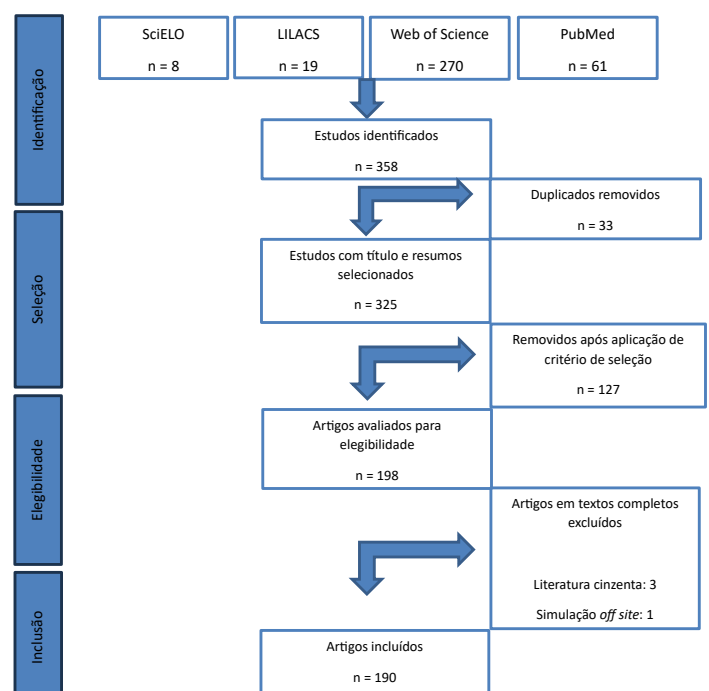 SciELO
n = 8
LILACS
n = 19
Web of Science
n = 270
PubMed
n = 61
Identificação
Estudos identificados
n = 358
Duplicados removidos
n = 33
Seleção
Estudos com título e resumos
selecionados
n = 325
Removidos após aplicação de
critério de seleção
n = 127
Elegibilidade
Artigos avaliados para
elegibilidade
n = 198
Artigos em textos completos
excluídos
Literatura cinzenta: 3
Simulação off site: 1
Inclusão
Artigos incluídos
n = 190